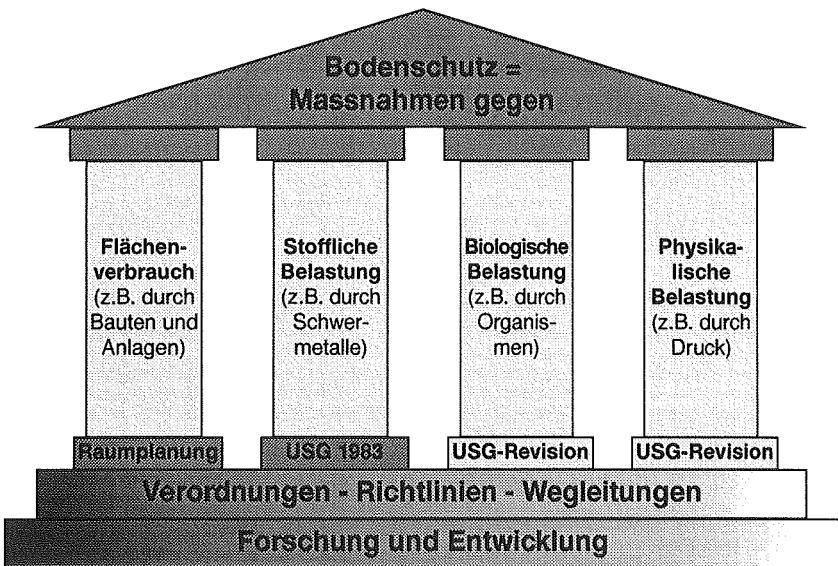 Bodenschutz =
Massnahmen gegen
Flächen-
verbrauch
(z.B. durch
Bauten und
Anlagen)
Stoffliche
Belastung
(z.B. durch
Schwer-
metalle)
Biologische
Belastung
(z.B. durch
Organis-
men)
Physika-
lische
Belastung
(z.B. durch
Druck)
Raumplanung
USG 1983
USG-Revision
USG-Revision
Verordnungen - Richtlinien - Wegleitungen
Forschung und Entwicklung